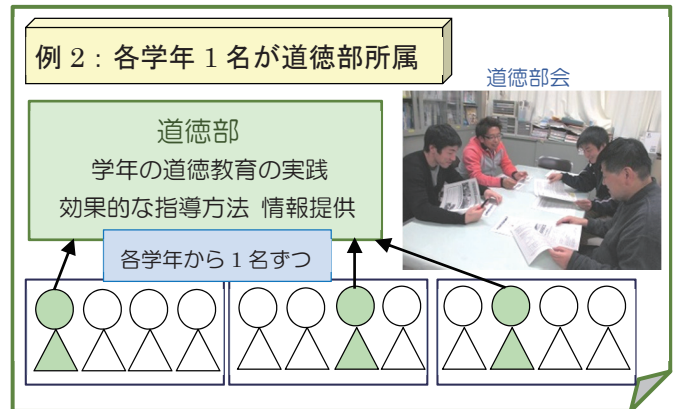 例 2：各学年 1 名が道徳部所属
道徳部会
道徳部
学年の道徳教育の実践
効果的な指導方法 情報提供
各学年から 1 名ずつ